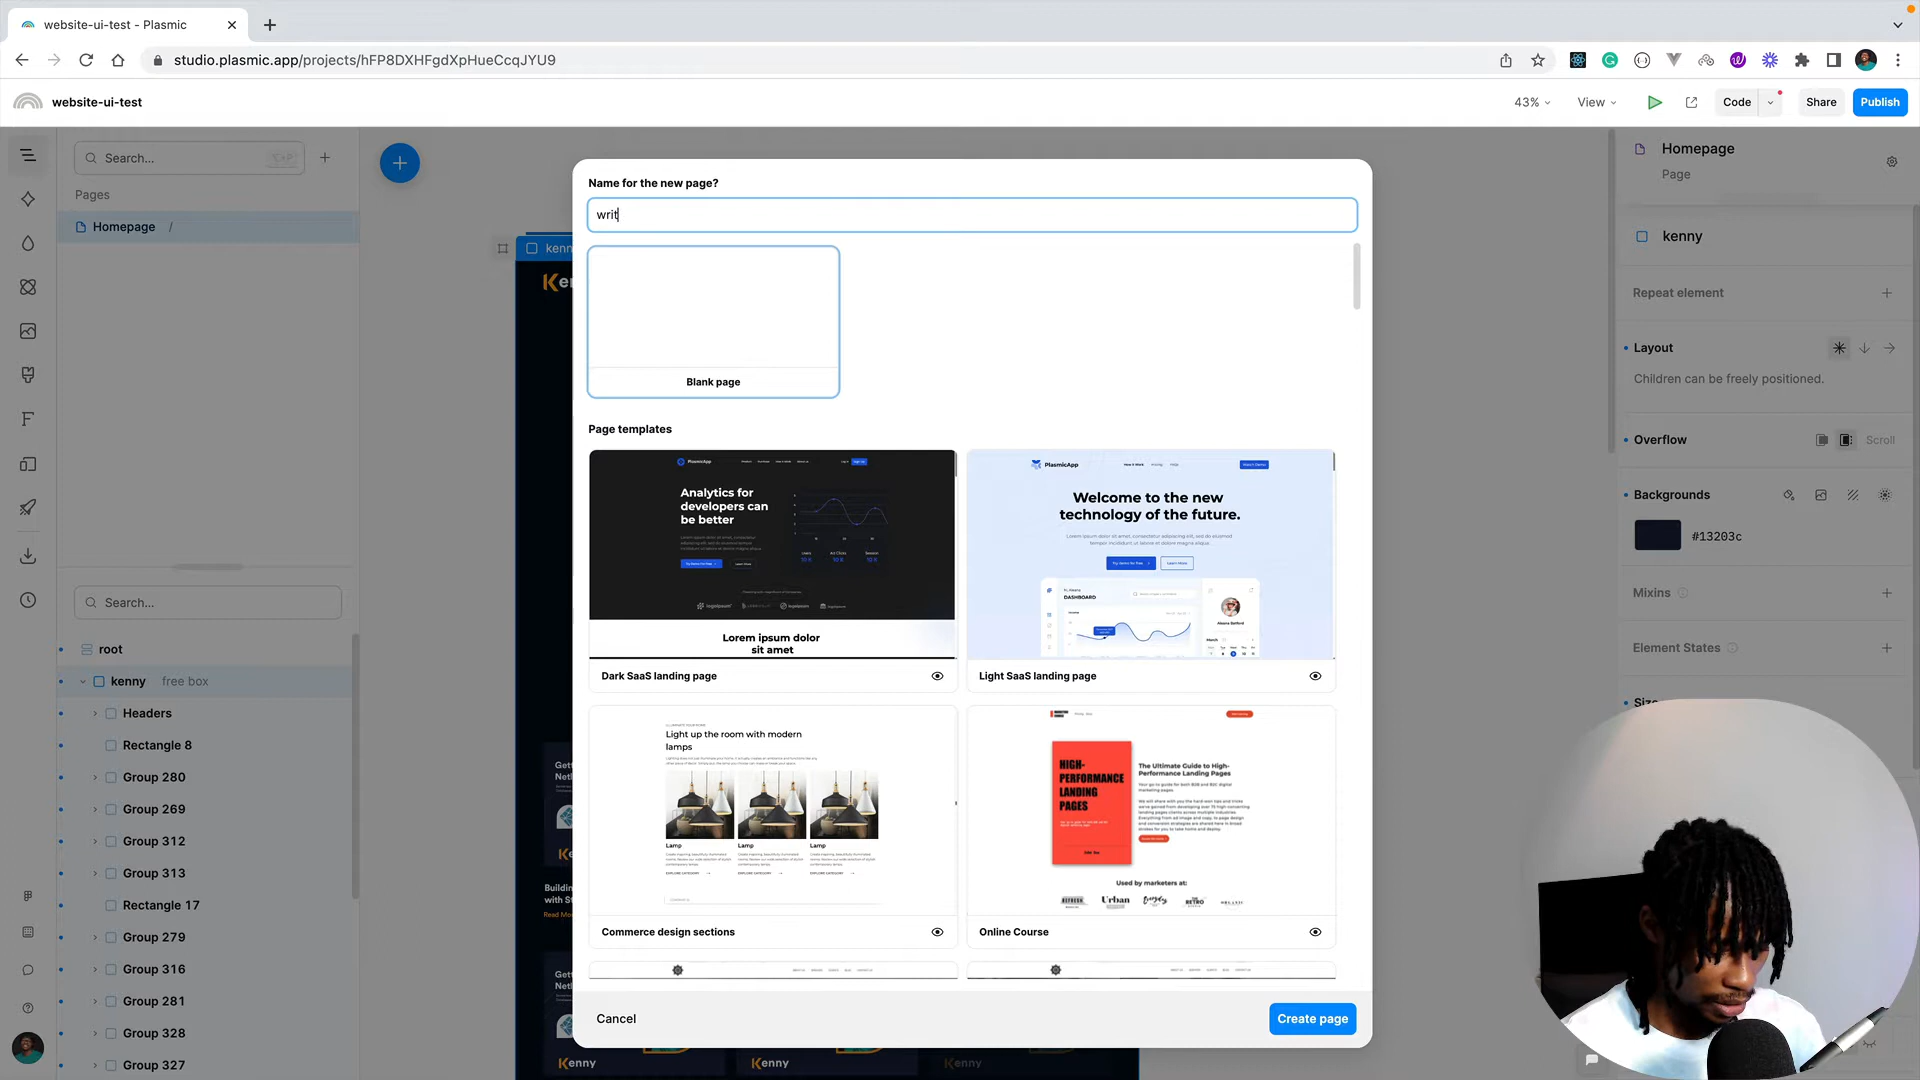 website-ui-test - Plasmic
studio.plasmic.app/projects/hFP8DXHFgdXpHueCcqJYU9
website-ui-test
43%
View
Code
Share
Publish
Search...
Pages
Homepage /
Search...
root
kenny free box
Headers
Rectangle 8
Group 280
Group 269
Group 312
Group 313
Rectangle 17
Group 279
Group 316
Group 281
Group 328
Group 327
Name for the new page?
writ
Blank page
Page templates
PlasmicApp
Analytics for
developers can
be better
Lorem ipsum dolor
sit amet
Dark SaaS landing page
PlasmicApp
Welcome to the new
technology of the future.
DASHBOARD
Light SaaS landing page
Light up the room with modern
lamps
Lamp
Lamp
Lamp
Commerce design sections
HIGH-
PERFORMANCE
LANDING
PAGES
The Ultimate Guide to High-
Performance Landing Pages
Used by marketers at:
Urban
Online Course
Cancel
Create page
Kenny
Kenny
Kenny
Homepage
Page
kenny
Repeat element
Layout
Children can be freely positioned.
Overflow
Scroll
Backgrounds
#13203c
Mixins
Element States